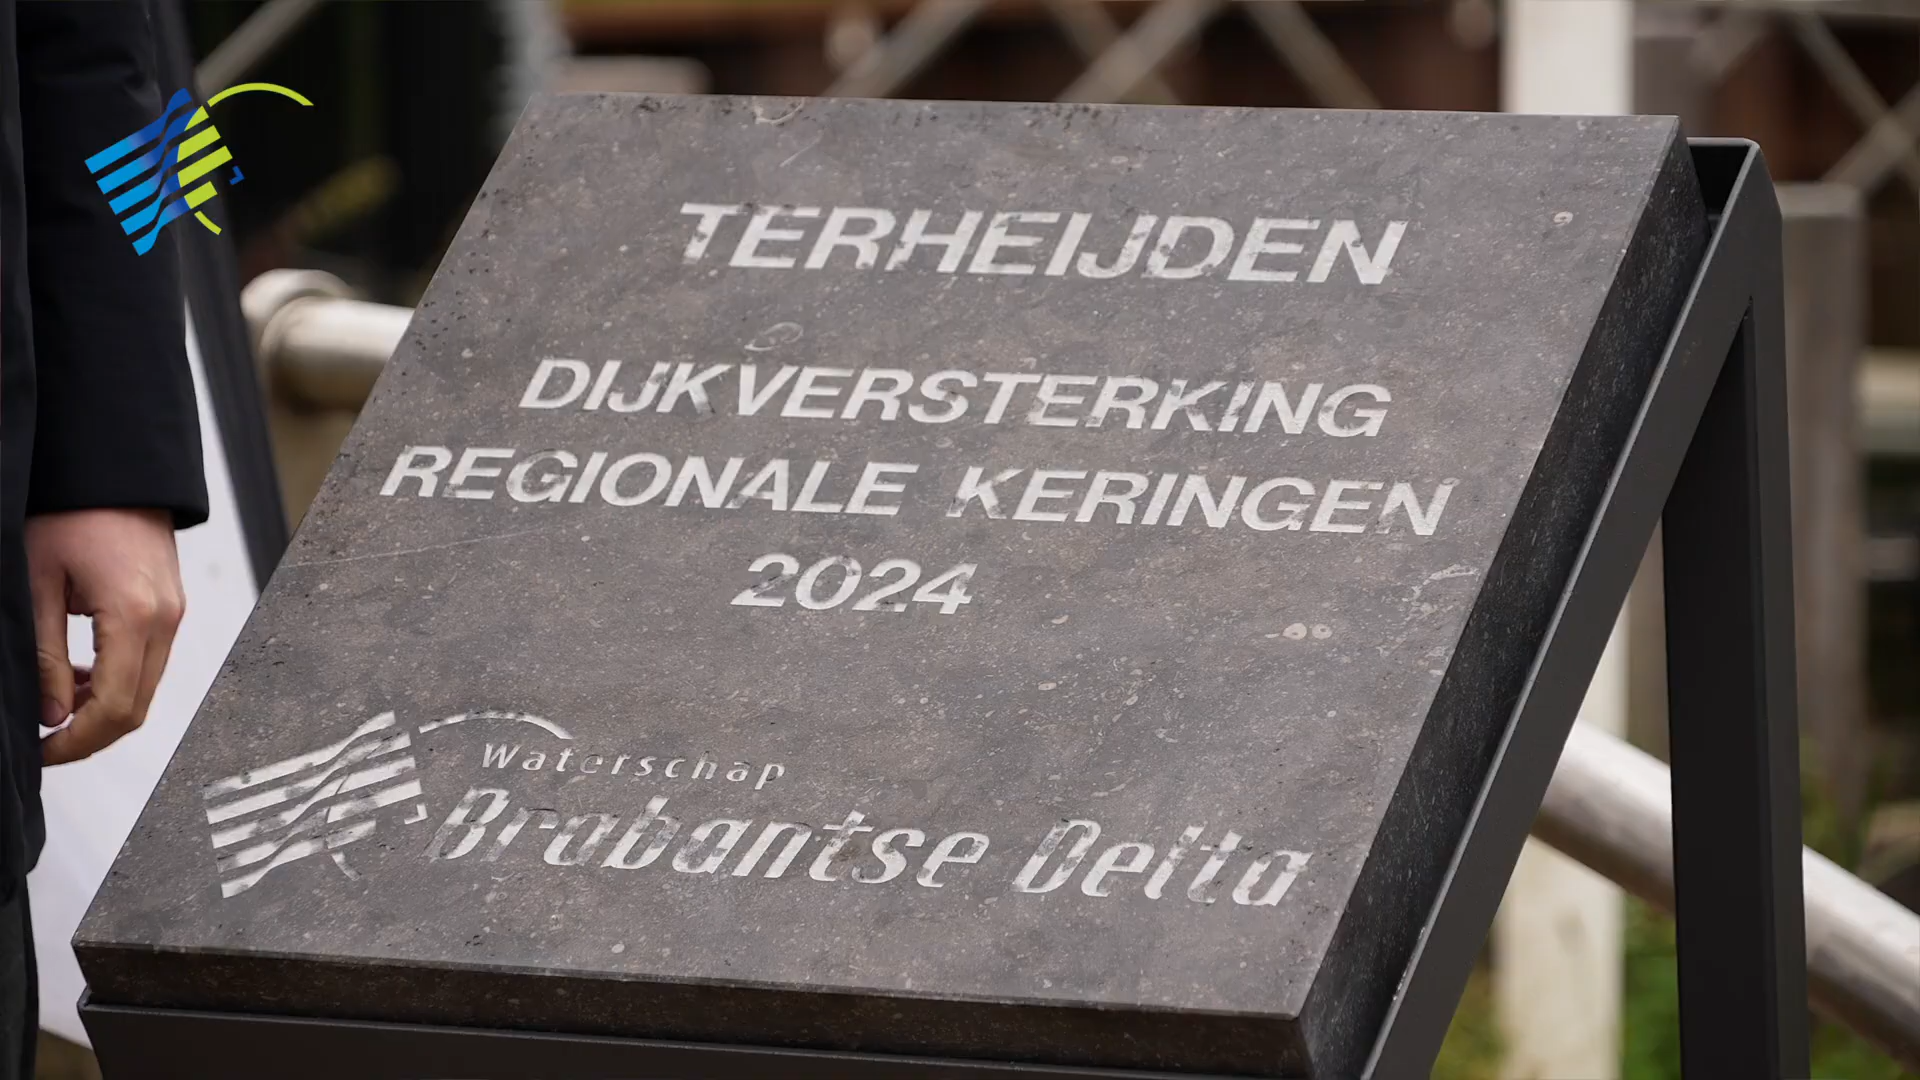 TERHEIJDEN
DIJKVERSTERKING
REGIONALE KERINGEN
2024
Waterschap
Brabantse Delta